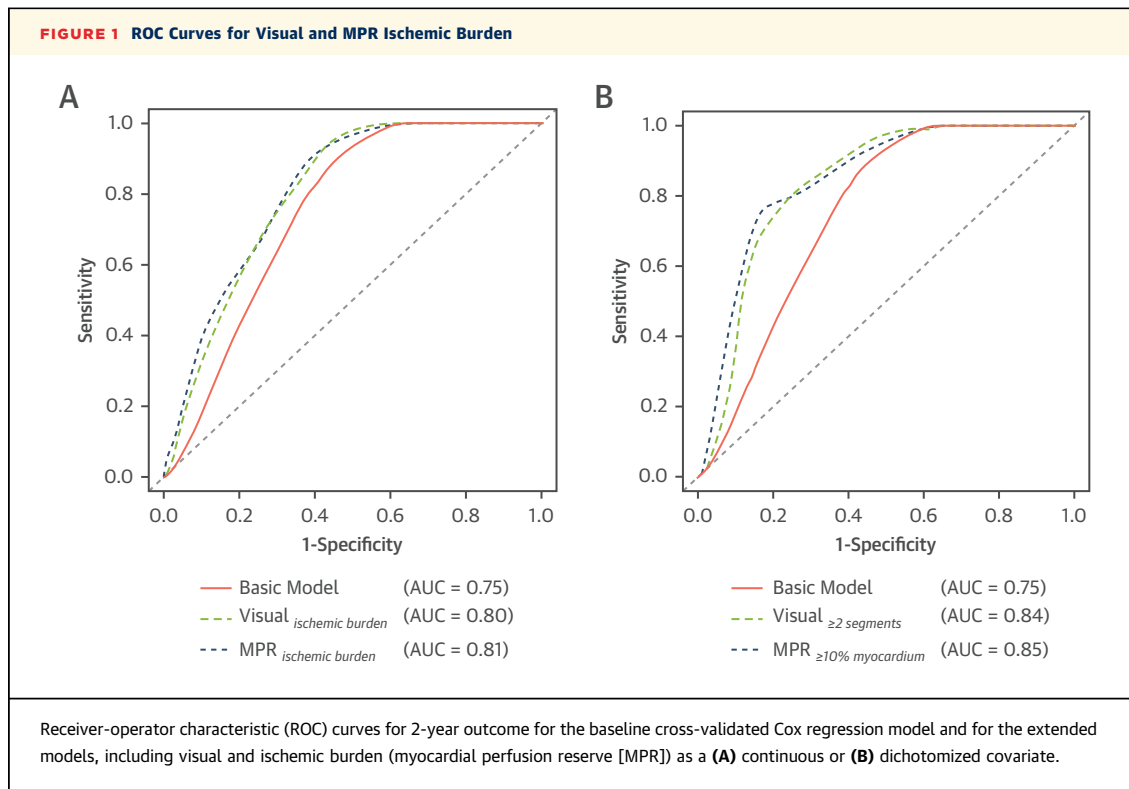 FIGURE 1 ROC Curves for Visual and MPR Ischemic Burden
A
1.0
0.8
0.6
0.4
0.2
0.0
Sensitivity
0.0 0.2 0.4 0.6 0.8 1.0
1-Specificity
Basic Model (AUC = 0.75)
Visual ischemic burden (AUC = 0.80)
MPR ischemic burden (AUC = 0.81)
B
1.0
0.8
0.6
0.4
0.2
0.0
Sensitivity
0.0 0.2 0.4 0.6 0.8 1.0
1-Specificity
Basic Model (AUC = 0.75)
Visual ≥2 segments (AUC = 0.84)
MPR ≥10% myocardium (AUC = 0.85)
Receiver-operator characteristic (ROC) curves for 2-year outcome for the baseline cross-validated Cox regression model and for the extended
models, including visual and ischemic burden (myocardial perfusion reserve [MPR]) as a (A) continuous or (B) dichotomized covariate.